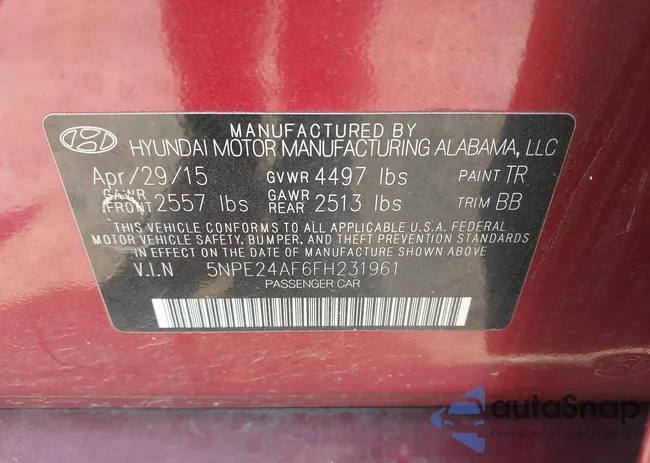 MANUFACTURED BY
HYUNDAI MOTOR MANUFACTURING ALABAMA, LLC
Apr/29/15 GVWR 4497 lbs PAINT TR
GAWR FRONT 2557 lbs GAWR REAR 2513 lbs TRIM BB
THIS VEHICLE CONFORMS TO ALL APPLICABLE U.S.A. FEDERAL
MOTOR VEHICLE SAFETY, BUMPER, AND THEFT PREVENTION STANDARDS
IN EFFECT ON THE DATE OF MANUFACTURE SHOWN ABOVE
V.I.N 5NPE24AF6FH231961
PASSENGER CAR
autaSnap